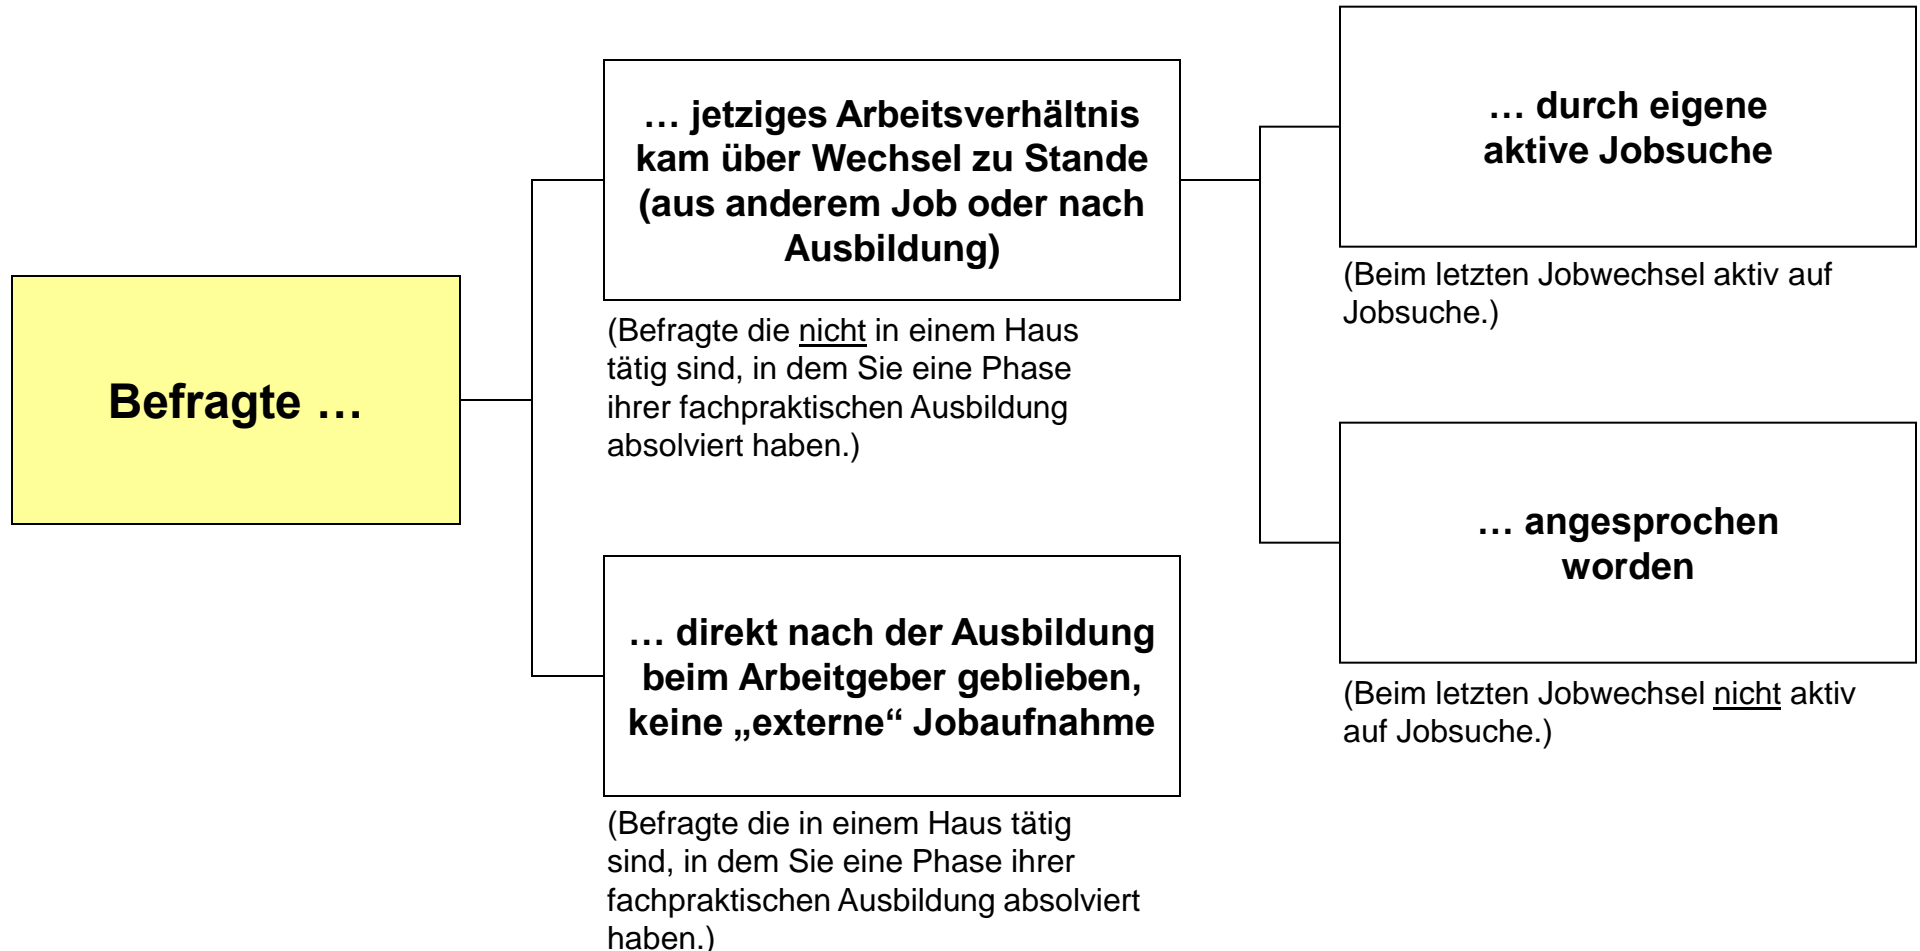 Befragte …
… jetziges Arbeitsverhältnis
kam über Wechsel zu Stande
(aus anderem Job oder nach
Ausbildung)
(Befragte die nicht in einem Haus
tätig sind, in dem Sie eine Phase
ihrer fachpraktischen Ausbildung
absolviert haben.)
… direkt nach der Ausbildung
beim Arbeitgeber geblieben,
keine „externe“ Jobaufnahme
(Befragte die in einem Haus tätig
sind, in dem Sie eine Phase ihrer
fachpraktischen Ausbildung absolviert
haben.)
… durch eigene
aktive Jobsuche
(Beim letzten Jobwechsel aktiv auf
Jobsuche.)
… angesprochen
worden
(Beim letzten Jobwechsel nicht aktiv
auf Jobsuche.)